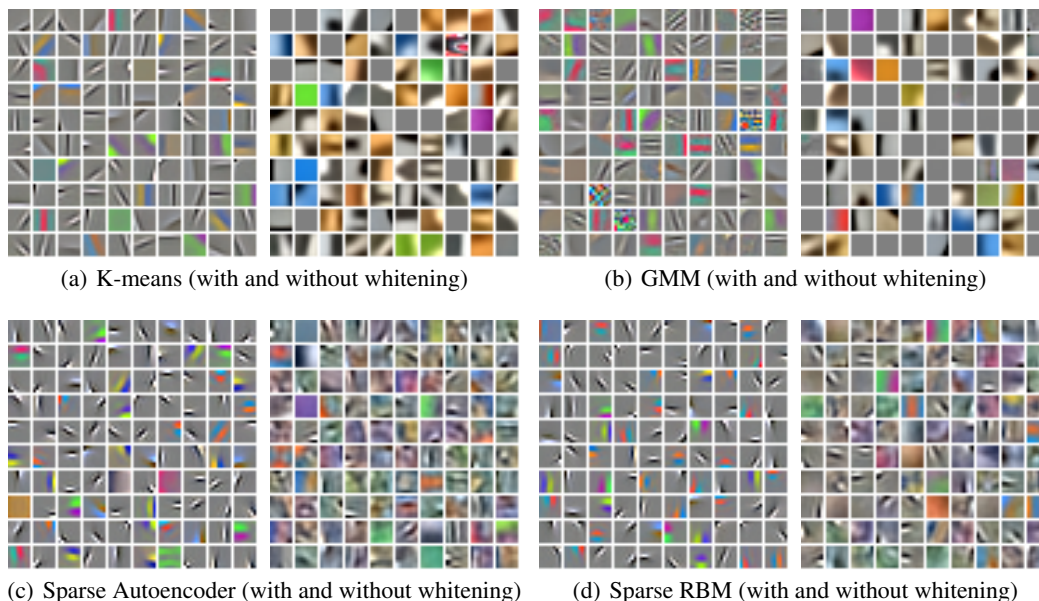 (a) K-means (with and without whitening)
(b) GMM (with and without whitening)
(c) Sparse Autoencoder (with and without whitening)
(d) Sparse RBM (with and without whitening)